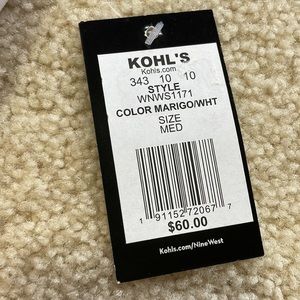 KOHL'S
Kohls.com
343 10 10
STYLE
WNWS1171
COLOR MARIGO/WHT
SIZE
MED
1 91152 72067 7
$60.00
Kohls.com/NineWest